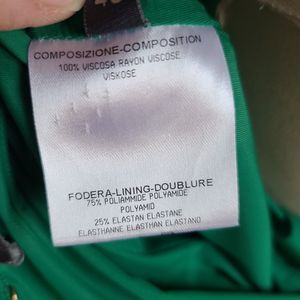 COMPOSIZIONE-COMPOSITION
100% VISCOSA RAYON VISCOSE
VISKOSE
FODERA-LINING-DOUBLURE
75% POLIAMMIDE POLYAMIDE
POLYAMID
25% ELASTAN ELASTANE
ELASTHANNE ELASTHAN ELASTANO